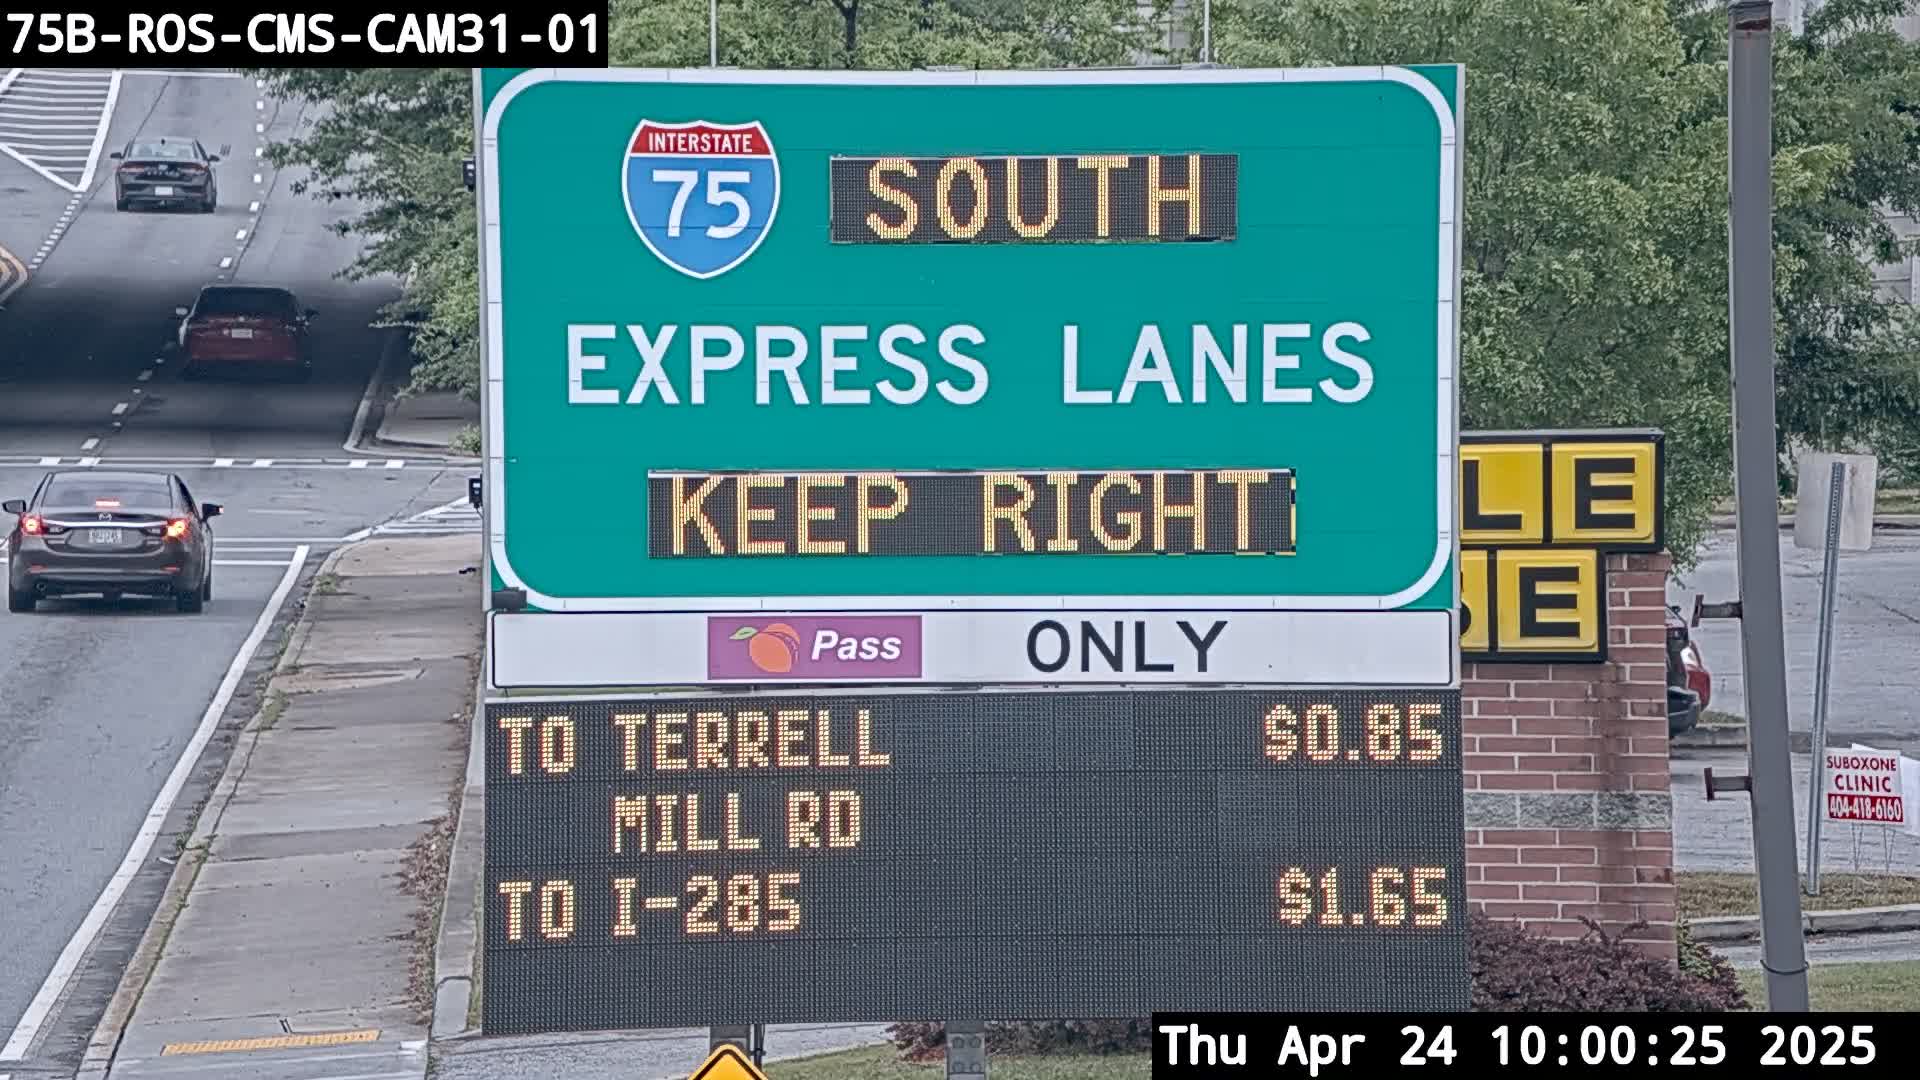 75B-ROS-CMS-CAM31-01
INTERSTATE
75
SOUTH
EXPRESS LANES
KEEP RIGHT
Pass ONLY
TO TERRELL $0.85
MILL RD
TO I-285 $1.65
LE
E
SUBOXONE
CLINIC
404-418-6160
Thu Apr 24 10:00:25 2025